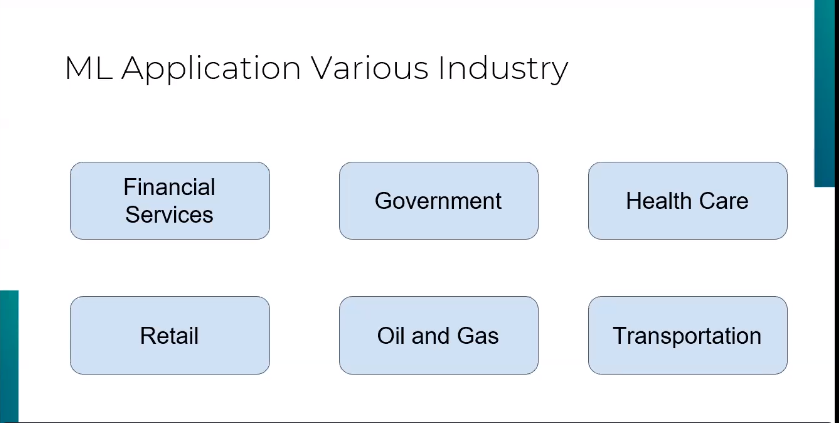 ML Application Various Industry
Financial
Services
Government
Health Care
Retail
Oil and Gas
Transportation